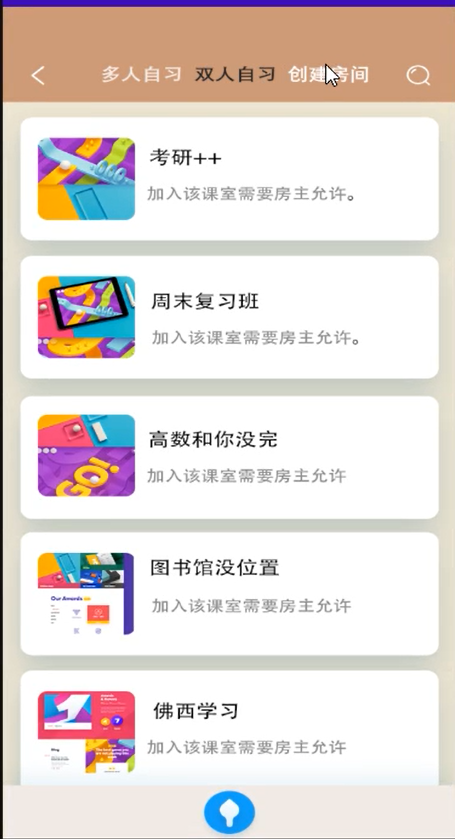 多人自习 双人自习 创建房间
考研++
加入该课室需要房主允许。
周末复习班
加入该课室需要房主允许。
高数和你没完
加入该课室需要房主允许
GO!
图书馆没位置
加入该课室需要房主允许
Our Awards
佛西学习
加入该课室需要房主允许